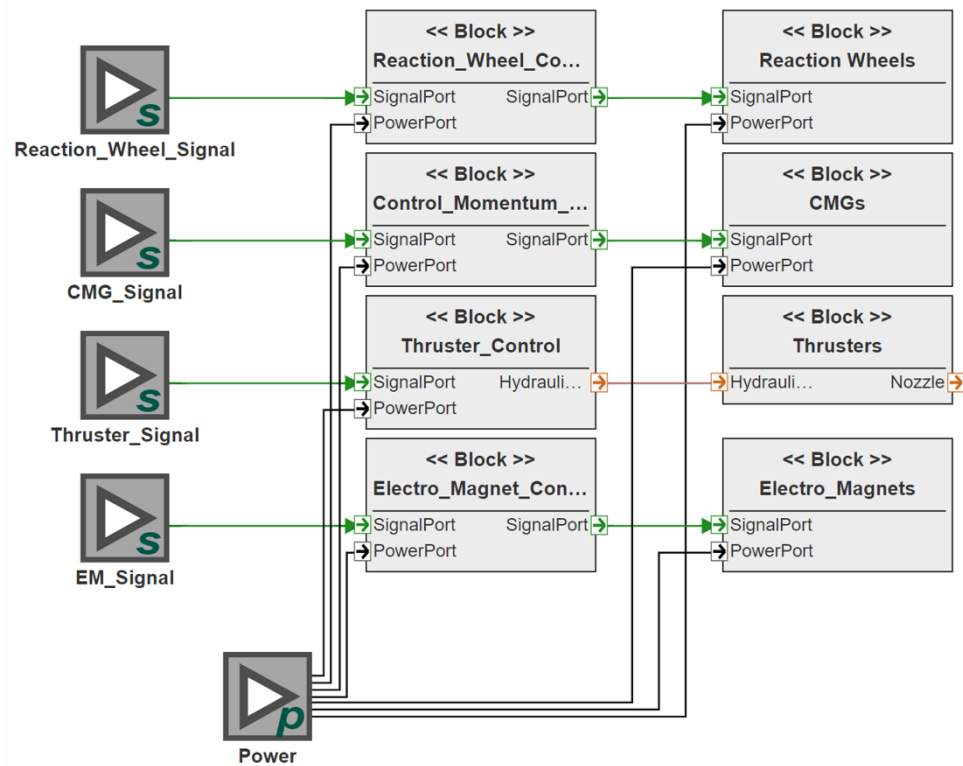 << Block >>
Reaction_Wheel_Co...
SignalPort SignalPort
PowerPort
<< Block >>
Reaction Wheels
SignalPort
PowerPort
s
Reaction_Wheel_Signal
<< Block >>
Control_Momentum_...
SignalPort SignalPort
PowerPort
<< Block >>
CMGs
SignalPort
PowerPort
s
CMG_Signal
<< Block >>
Thruster_Control
SignalPort Hydrauli...
PowerPort
<< Block >>
Thrusters
Hydrauli... Nozzle
s
Thruster_Signal
<< Block >>
Electro_Magnet_Con...
SignalPort SignalPort
PowerPort
<< Block >>
Electro_Magnets
SignalPort
PowerPort
s
EM_Signal
p
Power